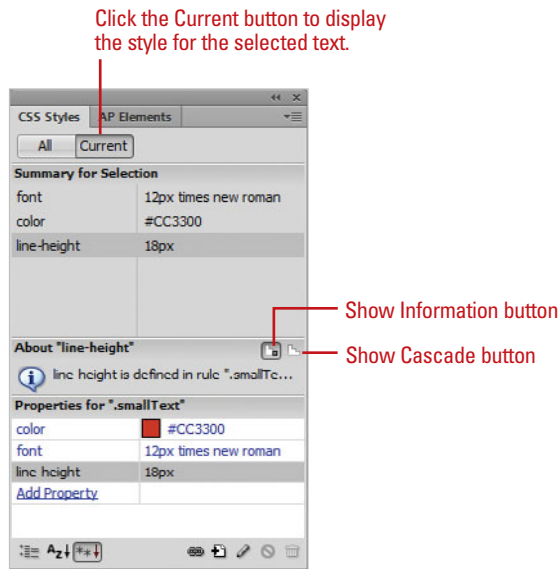 Click the Current button to display
the style for the selected text.
CSS Styles AP Elements
All Current
Summary for Selection
font 12px times new roman
color #CC3300
line-height 18px
Show Information button
About "line-height"
Show Cascade button
line-height is defined in rule ".smallTe...
Properties for ".smallText"
color #CC3300
font 12px times new roman
line-height 18px
Add Property